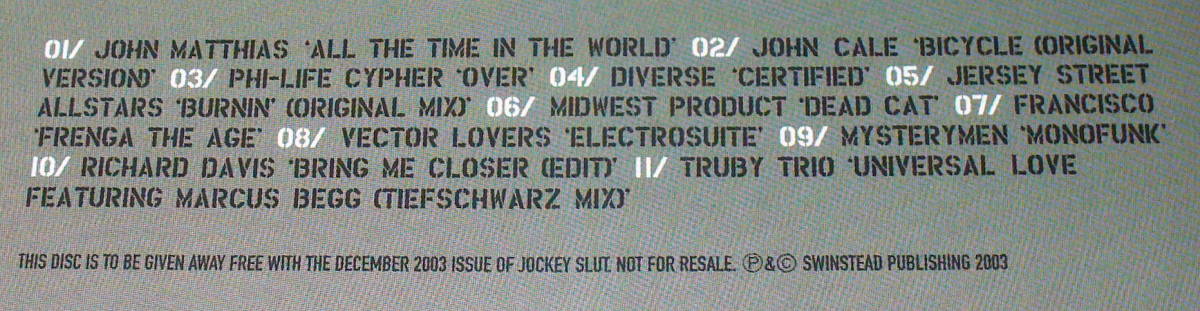 01/ JOHN MATTHIAS 'ALL THE TIME IN THE WORLD' 02/ JOHN CALE 'BICYCLE (ORIGINAL
VERSION)' 03/ PHI-LIFE CYPHER 'OVER' 04/ DIVERSE 'CERTIFIED' 05/ JERSEY STREET
ALLSTARS 'BURNIN' (ORIGINAL MIX)' 06/ MIDWEST PRODUCT 'DEAD CAT' 07/ FRANCISCO
'FRENGA THE AGE' 08/ VECTOR LOVERS 'ELECTROSUITE' 09/ MYSTERYMEN 'MONOFUNK'
10/ RICHARD DAVIS 'BRING ME CLOSER (EDIT)' 11/ TRUBY TRIO 'UNIVERSAL LOVE
FEATURING MARCUS BEGG (TIEFSCHWARZ MIX)'
THIS DISC IS TO BE GIVEN AWAY FREE WITH THE DECEMBER 2003 ISSUE OF JOCKEY SLUT. NOT FOR RESALE. ℗&© SWINSTEAD PUBLISHING 2003